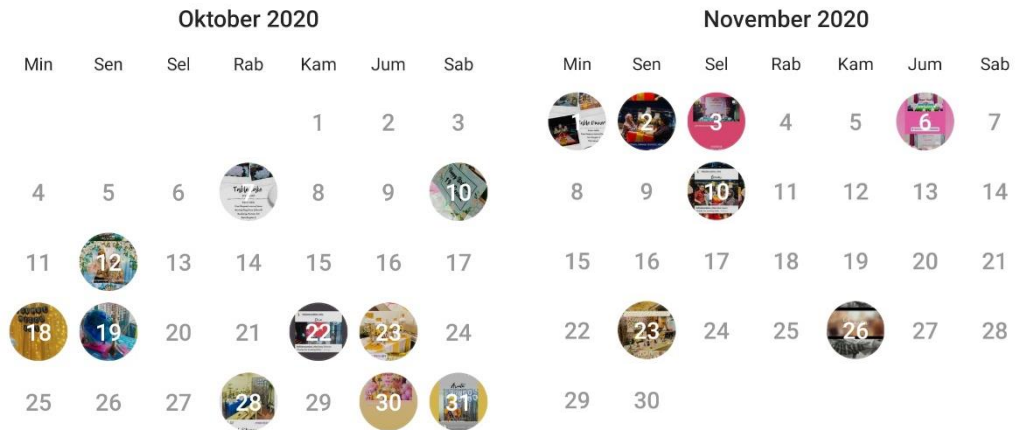 Oktober 2020
Min Sen Sel Rab Kam Jum Sab
1 2 3
4 5 6 7 8 9 10
11 12 13 14 15 16 17
18 19 20 21 22 23 24
25 26 27 28 29 30 31
November 2020
Min Sen Sel Rab Kam Jum Sab
1 2 3 4 5 6 7
8 9 10 11 12 13 14
15 16 17 18 19 20 21
22 23 24 25 26 27 28
29 30